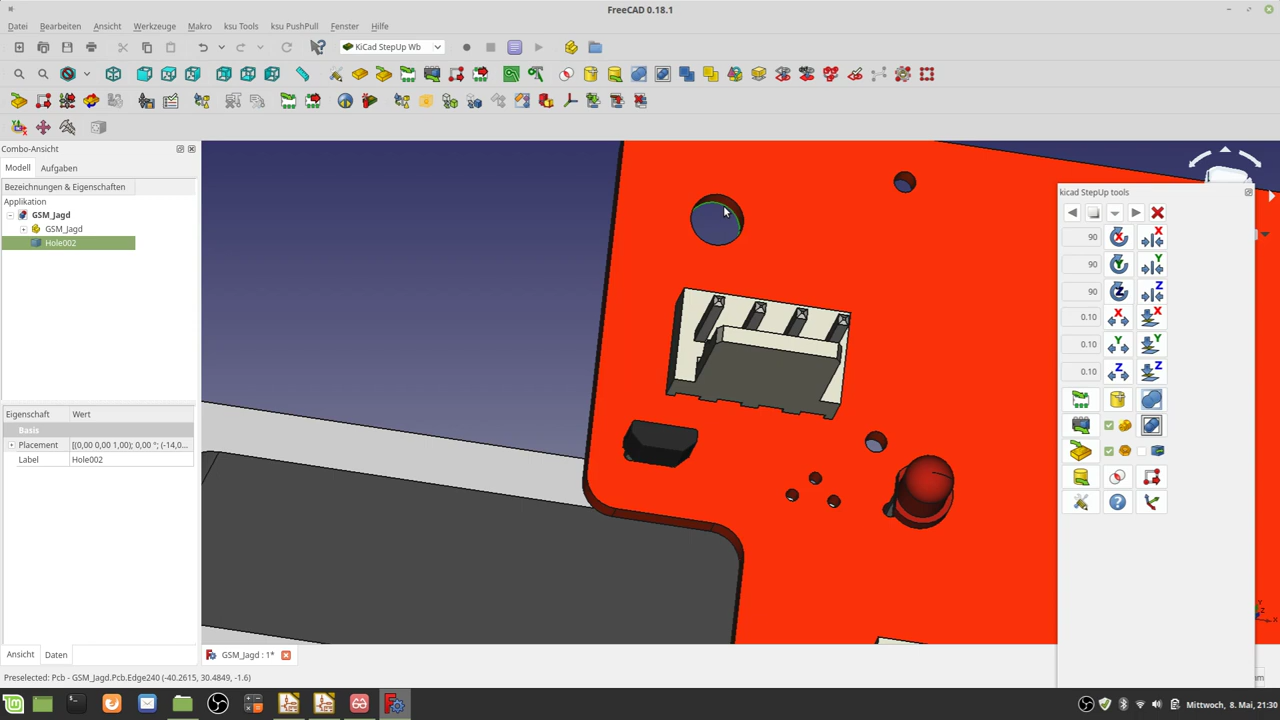 FreeCAD 0.18.1
Datei Bearbeiten Ansicht Werkzeuge Makro ksu Tools ksu PushPull Fenster Hilfe
KiCad StepUp Wb
Combo-Ansicht
Modell Aufgaben
Bezeichnungen & Eigenschaften
Applikation
GSM_Jagd
GSM_Jagd
Hole002
kicad StepUp tools
90 X X
90 Y Y
90 Z Z
0.10 X X
0.10 Y Y
0.10 Z Z
Eigenschaft Wert
Basis
Placement [(0,00 0,00 1,00); 0,00 °; (-14,0...
Label Hole002
Ansicht Daten
GSM_Jagd : 1*
Preselected: Pcb - GSM_Jagd.Pcb.Edge240 (-40.2615, 30.4849, -1.6)
Mittwoch, 8. Mai, 21:30